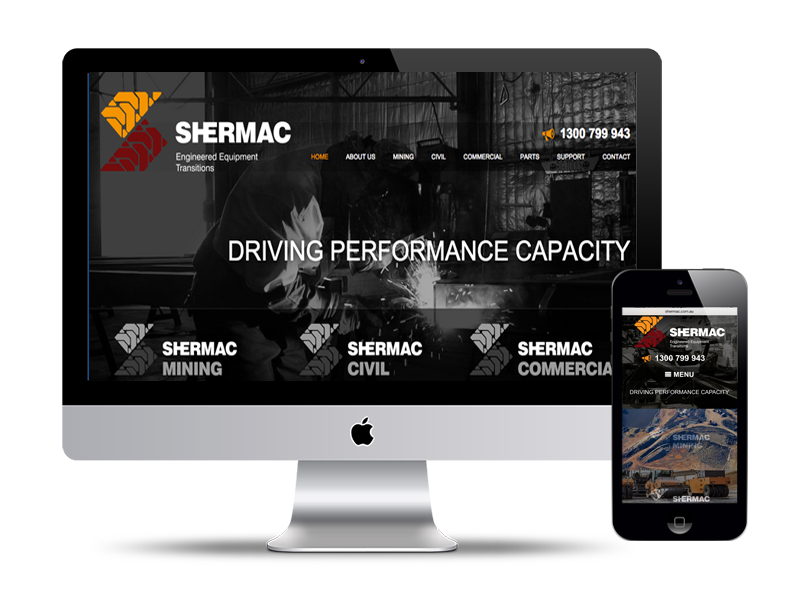 SHERMAC
Engineered Equipment
Transitions
1300 799 943
HOME ABOUT US MINING CIVIL COMMERCIAL PARTS SUPPORT CONTACT
DRIVING PERFORMANCE CAPACITY
SHERMAC
MINING
SHERMAC
CIVIL
SHERMAC
COMMERCIA
shermac.com.au
SHERMAC
Engineered Equipment
Transitions
1300 799 943
MENU
DRIVING PERFORMANCE CAPACITY
SHERMAC
MINING
SHERMAC